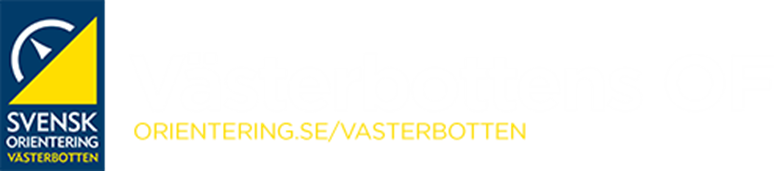 SVENSK
ORIENTERING
VÄSTERBOTTEN
ORIENTERING.SE/VASTERBOTTEN